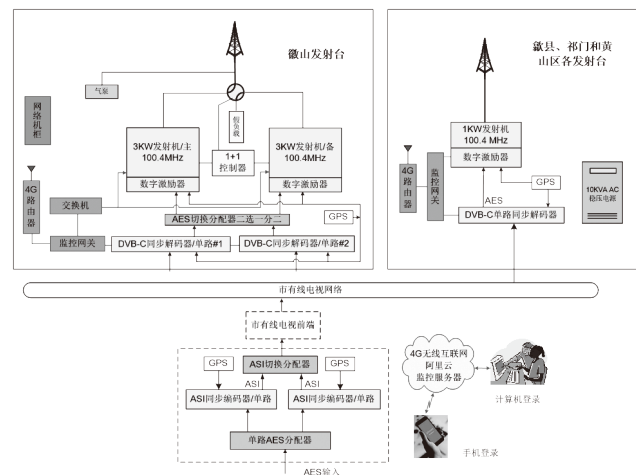 徽山发射台
气泵
网络机柜
假负载
3KW发射机/主
100.4MHz
数字激励器
1+1
控制器
3KW发射机/备
100.4MHz
数字激励器
4G路由器
交换机
AES切换分配器二选一分二
GPS
监控网关
DVB-C同步解码器/单路#1
DVB-C同步解码器/单路#2
歙县、祁门和黄
山区各发射台
1KW发射机
100.4 MHz
数字激励器
4G路由器
监控网关
GPS
AES
DVB-C单路同步解码器
10KVA AC
稳压电源
市有线电视网络
市有线电视前端
ASI切换分配器
GPS
ASI
ASI
GPS
ASI同步编码器/单路
ASI同步编码器/单路
单路AES分配器
AES输入
4G无线互联网
阿里云
监控服务器
计算机登录
手机登录